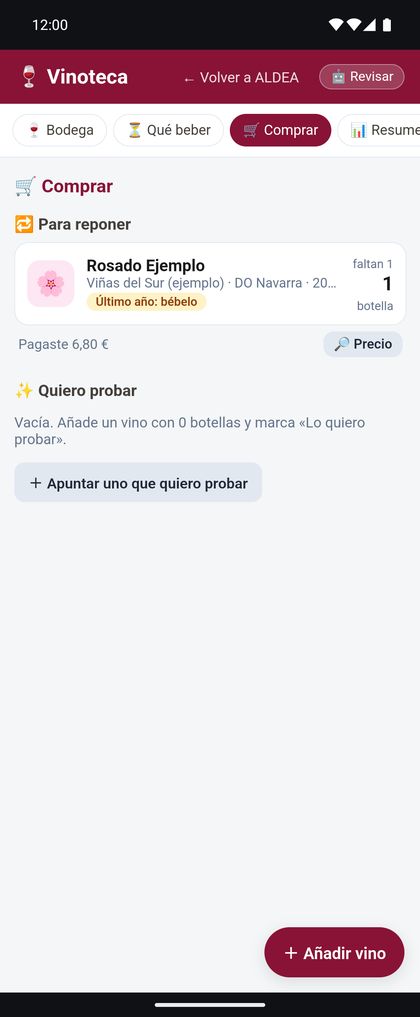 12:00
Vinoteca
← Volver a ALDEA
Revisar
Bodega
Qué beber
Comprar
Resume
Comprar
Para reponer
Rosado Ejemplo
faltan 1
Viñas del Sur (ejemplo) · DO Navarra · 20…
1
Último año: bébelo
botella
Pagaste 6,80 €
Precio
Quiero probar
Vacía. Añade un vino con 0 botellas y marca «Lo quiero
probar».
+ Apuntar uno que quiero probar
+ Añadir vino